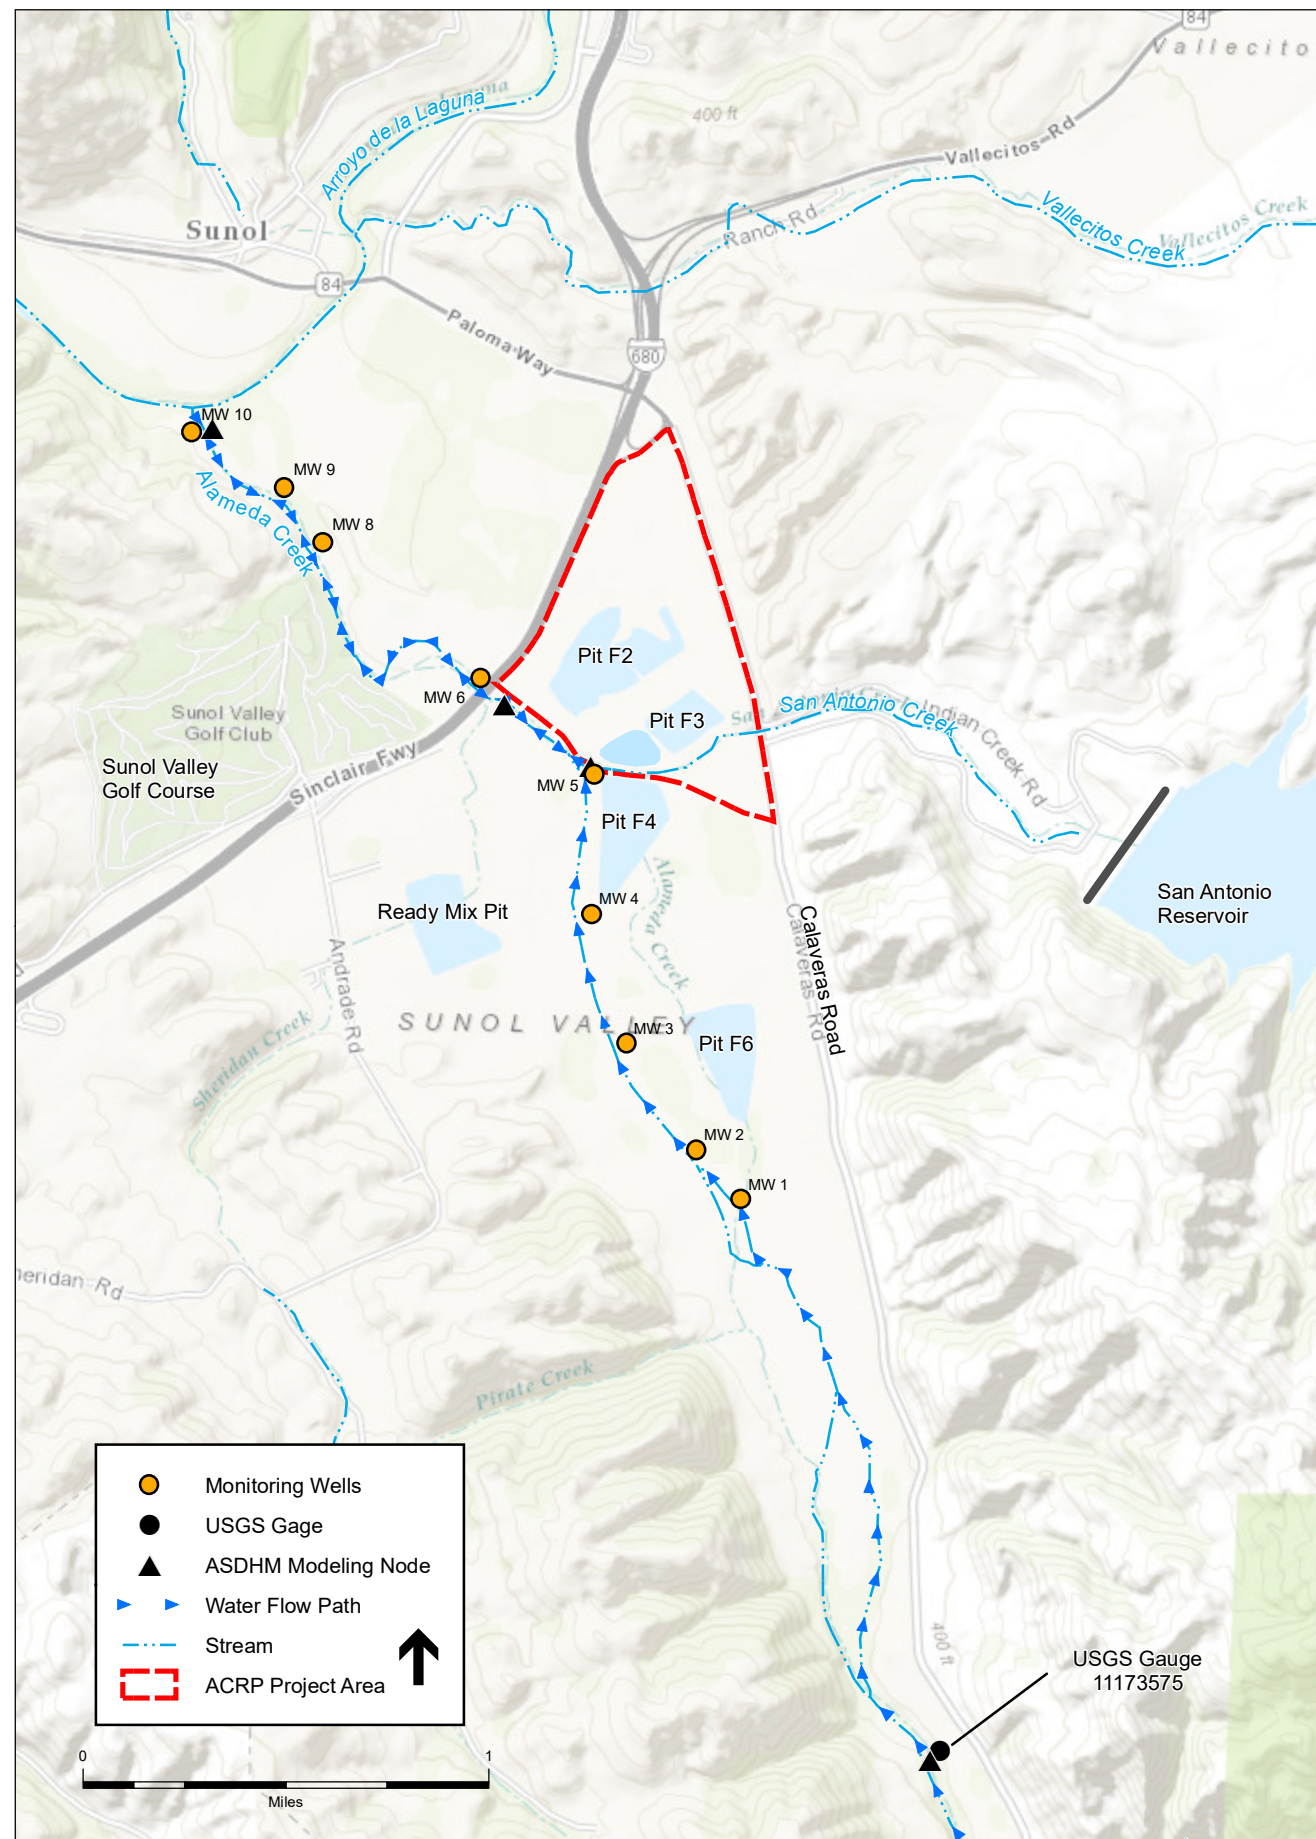 84
Vallecito
Arroyo de la Laguna
Laguna
400 ft
Vallecitos Rd
Sunol
Ranch Rd
Vallecitos Creek
Vallecitos Creek
84
Paloma Way
680
MW 10
MW 9
Alameda Creek
MW 8
Pit F2
MW 6
Pit F3
San Antonio Creek
San Antonio Creek
Indian Creek Rd
Sunol Valley
Golf Club
Sinclair Fwy
Sunol Valley
Golf Course
MW 5
Pit F4
Alameda Creek
San Antonio
Reservoir
Ready Mix Pit
MW 4
Calaveras Road
Calaveras Rd
Andrade Rd
SUNOL VALLEY
MW 3
Pit F6
Sheridan Creek
MW 2
MW 1
heridan Rd
Pirate Creek
Monitoring Wells
USGS Gage
ASDHM Modeling Node
Water Flow Path
Stream
ACRP Project Area
400 ft
USGS Gauge
11173575
0
1
Miles